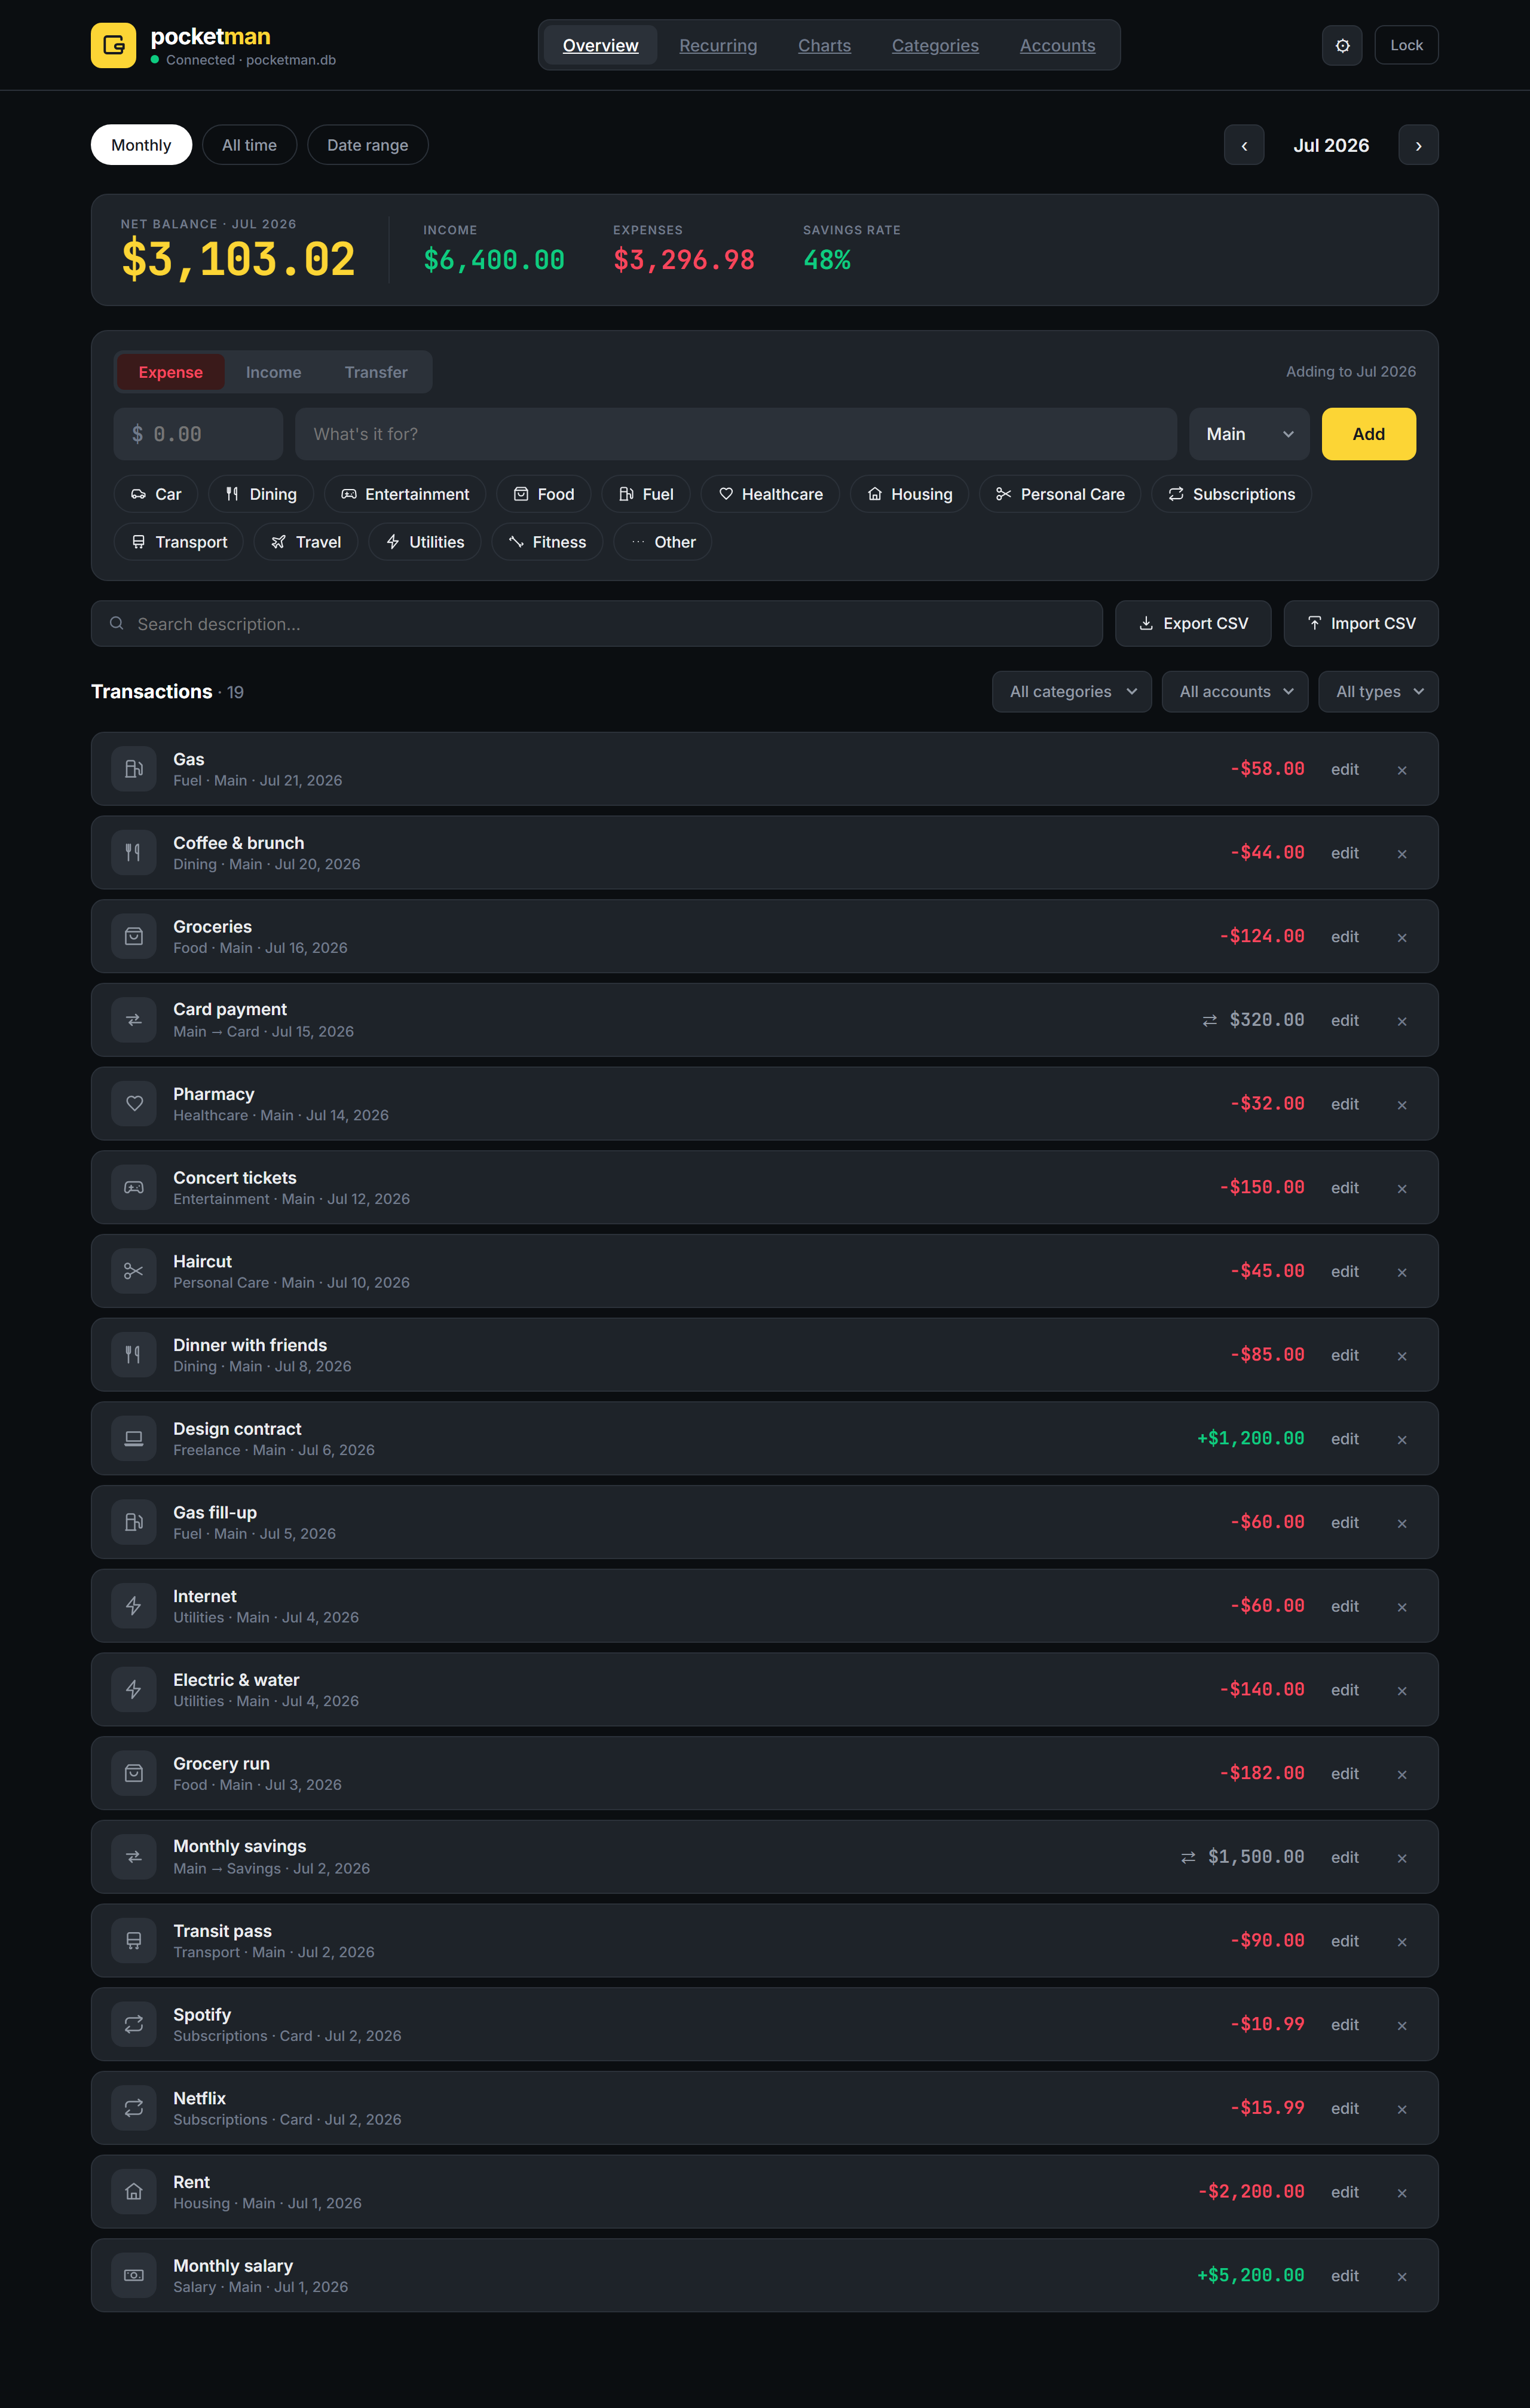 pocketman
Connected · pocketman.db
Overview Recurring Charts Categories Accounts
Lock
Monthly All time Date range
‹ Jul 2026 ›
NET BALANCE · JUL 2026
$3,103.02
INCOME
$6,400.00
EXPENSES
$3,296.98
SAVINGS RATE
48%
Expense Income Transfer
Adding to Jul 2026
$ 0.00 What's it for? Main Add
Car Dining Entertainment Food Fuel Healthcare Housing Personal Care Subscriptions
Transport Travel Utilities Fitness Other
Search description... Export CSV Import CSV
Transactions · 19 All categories All accounts All types
Gas
Fuel · Main · Jul 21, 2026
-$58.00 edit ×
Coffee & brunch
Dining · Main · Jul 20, 2026
-$44.00 edit ×
Groceries
Food · Main · Jul 16, 2026
-$124.00 edit ×
Card payment
Main → Card · Jul 15, 2026
⇄ $320.00 edit ×
Pharmacy
Healthcare · Main · Jul 14, 2026
-$32.00 edit ×
Concert tickets
Entertainment · Main · Jul 12, 2026
-$150.00 edit ×
Haircut
Personal Care · Main · Jul 10, 2026
-$45.00 edit ×
Dinner with friends
Dining · Main · Jul 8, 2026
-$85.00 edit ×
Design contract
Freelance · Main · Jul 6, 2026
+$1,200.00 edit ×
Gas fill-up
Fuel · Main · Jul 5, 2026
-$60.00 edit ×
Internet
Utilities · Main · Jul 4, 2026
-$60.00 edit ×
Electric & water
Utilities · Main · Jul 4, 2026
-$140.00 edit ×
Grocery run
Food · Main · Jul 3, 2026
-$182.00 edit ×
Monthly savings
Main → Savings · Jul 2, 2026
⇄ $1,500.00 edit ×
Transit pass
Transport · Main · Jul 2, 2026
-$90.00 edit ×
Spotify
Subscriptions · Card · Jul 2, 2026
-$10.99 edit ×
Netflix
Subscriptions · Card · Jul 2, 2026
-$15.99 edit ×
Rent
Housing · Main · Jul 1, 2026
-$2,200.00 edit ×
Monthly salary
Salary · Main · Jul 1, 2026
+$5,200.00 edit ×